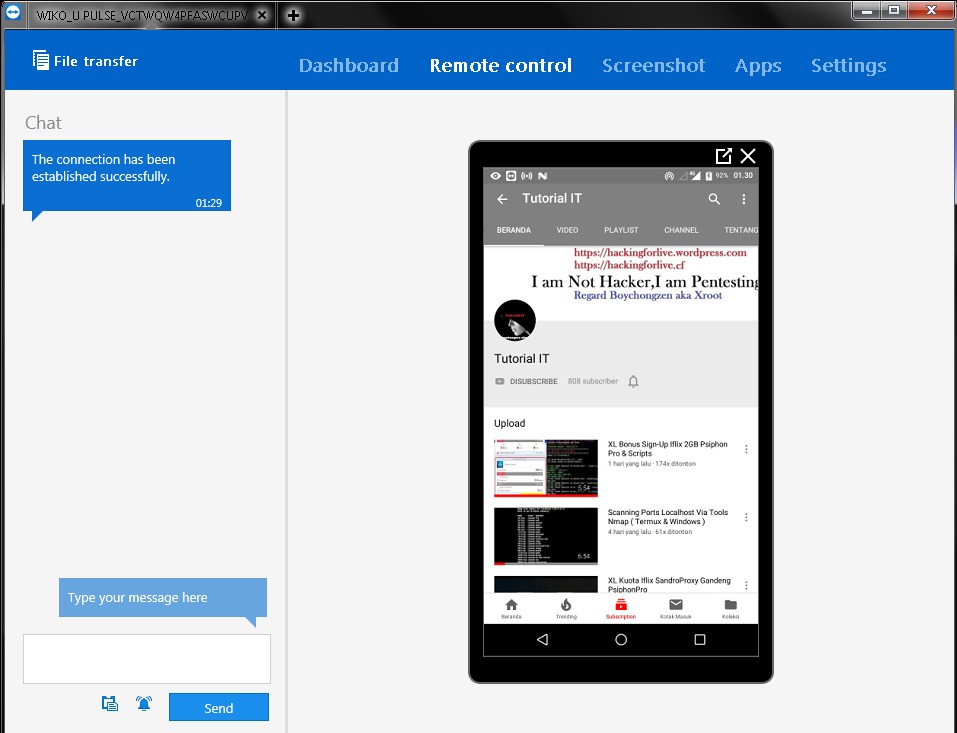 WIKO_U PULSE_VCTWQW4PFASWCUPV
File transfer
Dashboard
Remote control
Screenshot
Apps
Settings
Chat
The connection has been
established successfully.
01:29
Type your message here
Send
92%
01.30
Tutorial IT
BERANDA
VIDEO
PLAYLIST
CHANNEL
TENTANG
https://hackingforlive.wordpress.com
https://hackingforlive.cf
I am Not Hacker,I am Pentesting
Regard Boychongzen aka Xroot
Tutorial IT
DISUBSCRIBE
808 subscriber
Upload
XL Bonus Sign-Up Iflix 2GB Psiphon
Pro & Scripts
1 hari yang lalu · 174x ditonton
5.54
Scanning Ports Localhost Via Tools
Nmap ( Termux & Windows )
4 hari yang lalu · 61x ditonton
6.54
XL Kuota Iflix SandroProxy Gandeng
PsiphonPro
Beranda
Trending
Subscription
Kotak Masuk
Koleksi